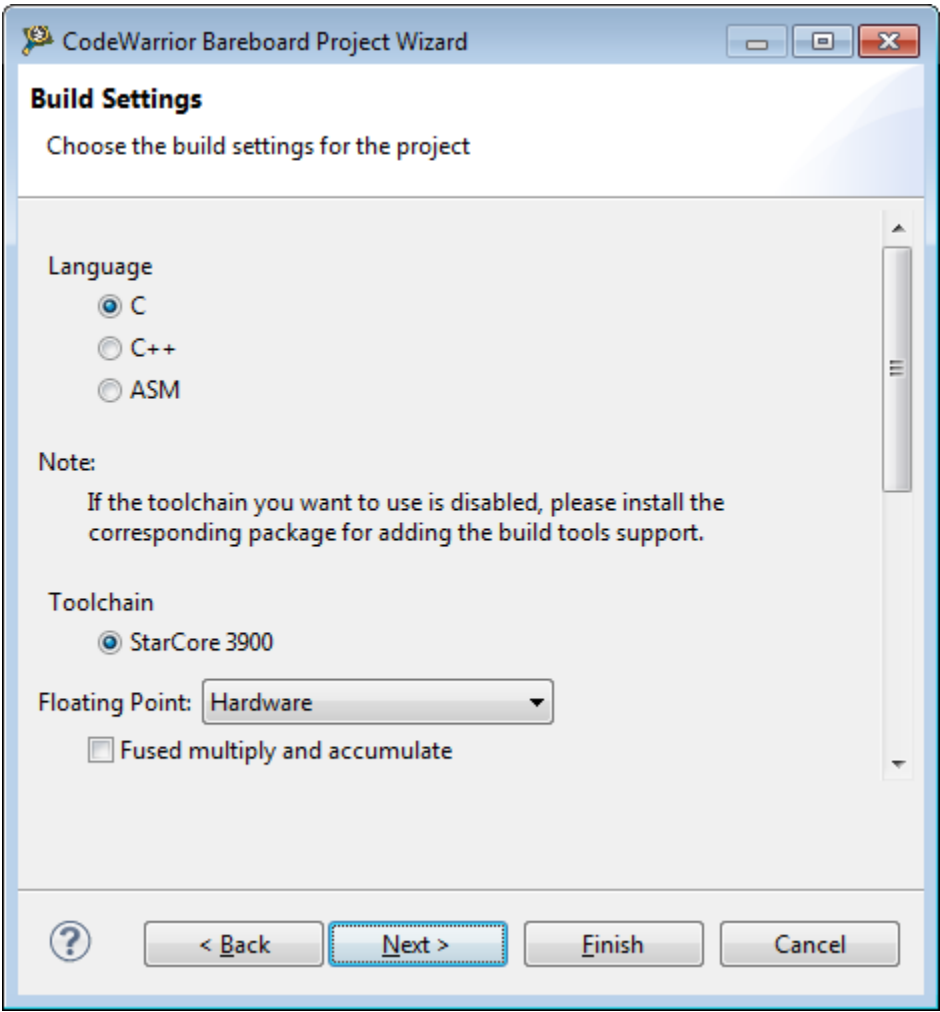 CodeWarrior Bareboard Project Wizard
Build Settings
Choose the build settings for the project
Language
C
C++
ASM
Note:
If the toolchain you want to use is disabled, please install the
corresponding package for adding the build tools support.
Toolchain
StarCore 3900
Floating Point: Hardware
Fused multiply and accumulate
? < Back Next > Finish Cancel